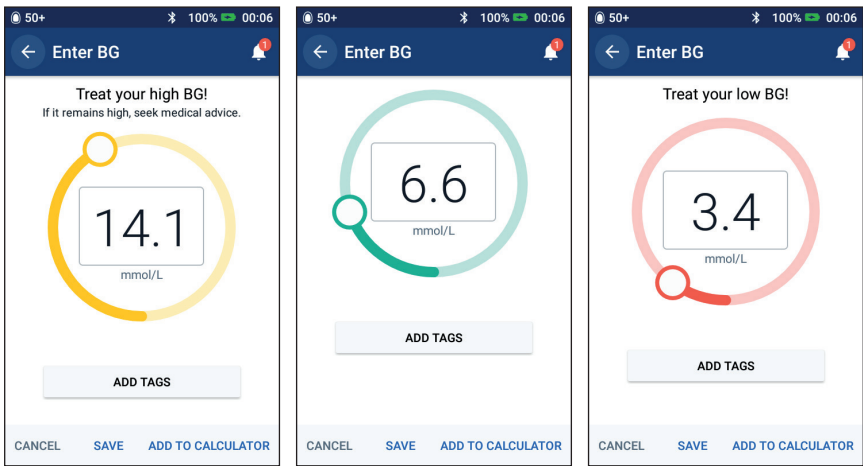 50+ 100% 00:06
Enter BG 1
Treat your high BG!
If it remains high, seek medical advice.
14.1
mmol/L
ADD TAGS
CANCEL SAVE ADD TO CALCULATOR
50+ 100% 00:06
Enter BG 1
6.6
mmol/L
ADD TAGS
CANCEL SAVE ADD TO CALCULATOR
50+ 100% 00:06
Enter BG 1
Treat your low BG!
3.4
mmol/L
ADD TAGS
CANCEL SAVE ADD TO CALCULATOR